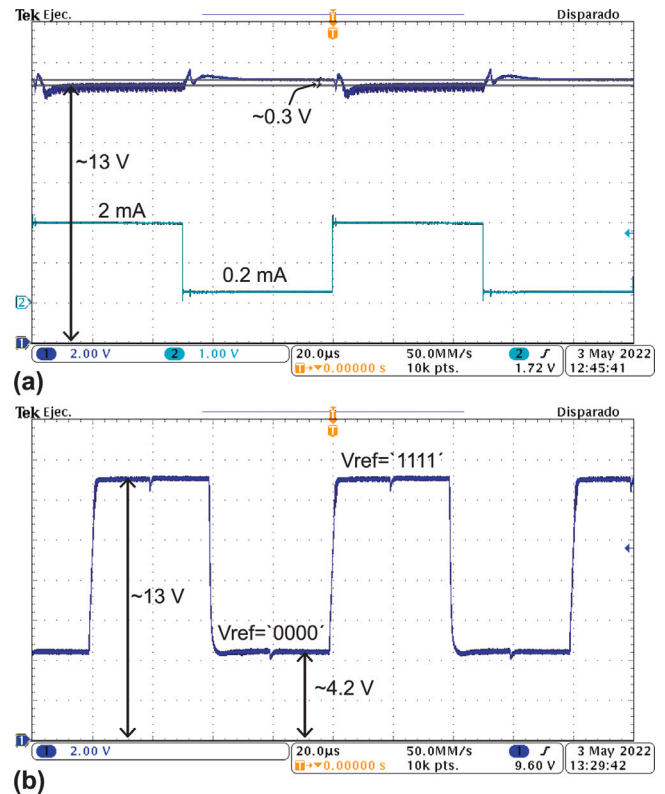 Tek Ejec. Disparado
T
T
~0.3 V
~13 V
2 mA
0.2 mA
2
1
1 2.00 V 2 1.00 V 20.0µs 50.0MM/s 2 3 May 2022
T→▼0.00000 s 10k pts. 1.72 V 12:45:41
(a)
Tek Ejec. Disparado
T
T
Vref=`1111´
~13 V
Vref=`0000´
~4.2 V
1
1 2.00 V 20.0µs 50.0MM/s 1 3 May 2022
T→▼0.00000 s 10k pts. 9.60 V 13:29:42
(b)